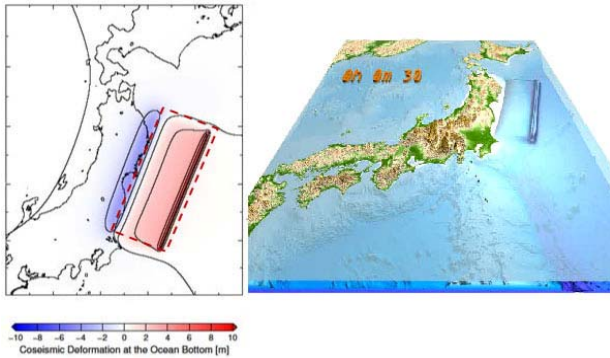 0h 0m 30
-10 -8 -6 -4 -2 0 2 4 6 8 10
Coseismic Deformation at the Ocean Bottom [m]